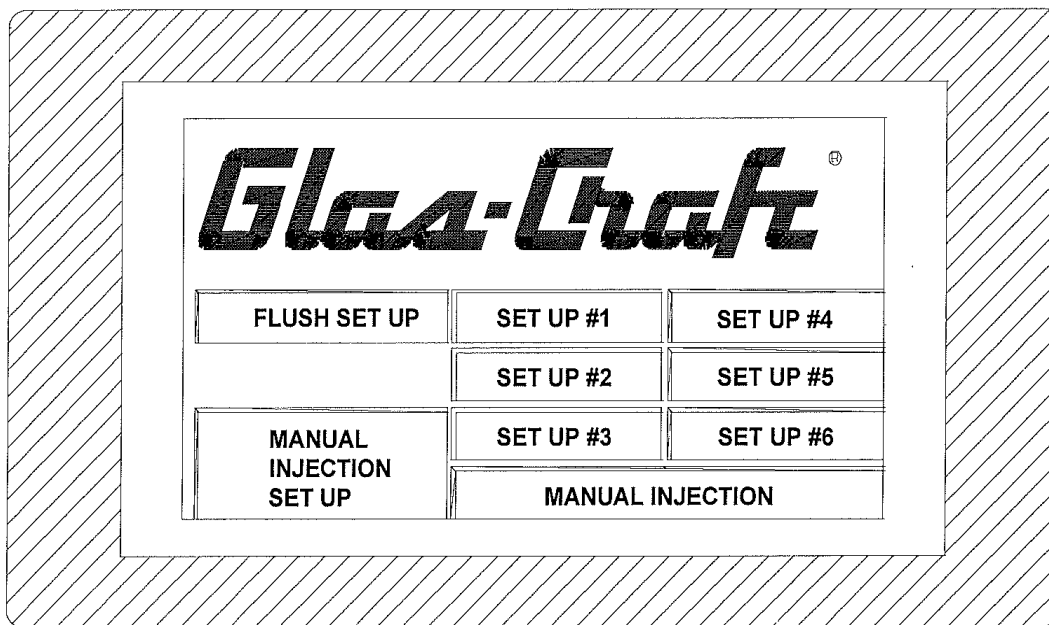 Glas-Craft ®
FLUSH SET UP
SET UP #1
SET UP #4
SET UP #2
SET UP #5
MANUAL
INJECTION
SET UP
SET UP #3
SET UP #6
MANUAL INJECTION